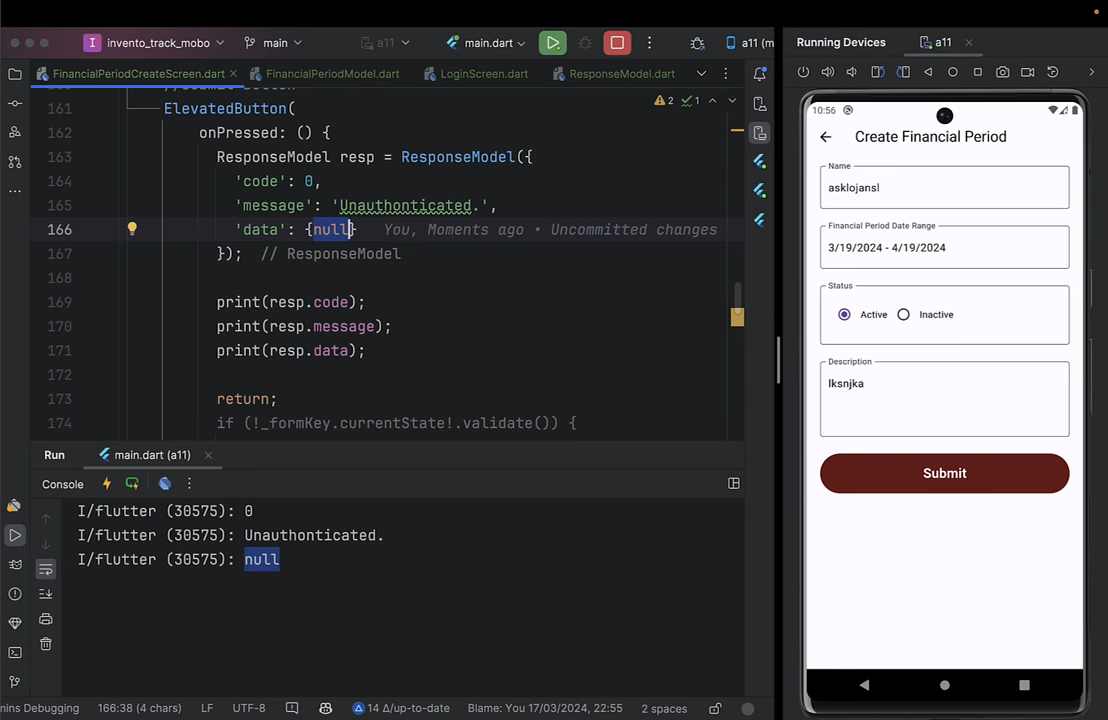 invento_track_mobo
main
a11
main.dart
a11 (m
Running Devices
a11
FinancialPeriodCreateScreen.dart
FinancialPeriodModel.dart
LoginScreen.dart
ResponseModel.dart
161 ElevatedButton(
2 1
162 onPressed: () {
163 ResponseModel resp = ResponseModel({
164 'code': 0,
165 'message': 'Unauthonticated.',
166 'data': {null} You, Moments ago • Uncommitted changes
167 }); // ResponseModel
168
169 print(resp.code);
170 print(resp.message);
171 print(resp.data);
172
173 return;
174 if (!_formKey.currentState!.validate()) {
Run
main.dart (a11)
Console
I/flutter (30575): 0
I/flutter (30575): Unauthonticated.
I/flutter (30575): null
mins Debugging
166:38 (4 chars)
LF
UTF-8
14 Δ/up-to-date
Blame: You 17/03/2024, 22:55
2 spaces
10:56
Create Financial Period
Name
asklojansl
Financial Period Date Range
3/19/2024 - 4/19/2024
Status
Active
Inactive
Description
lksnjka
Submit